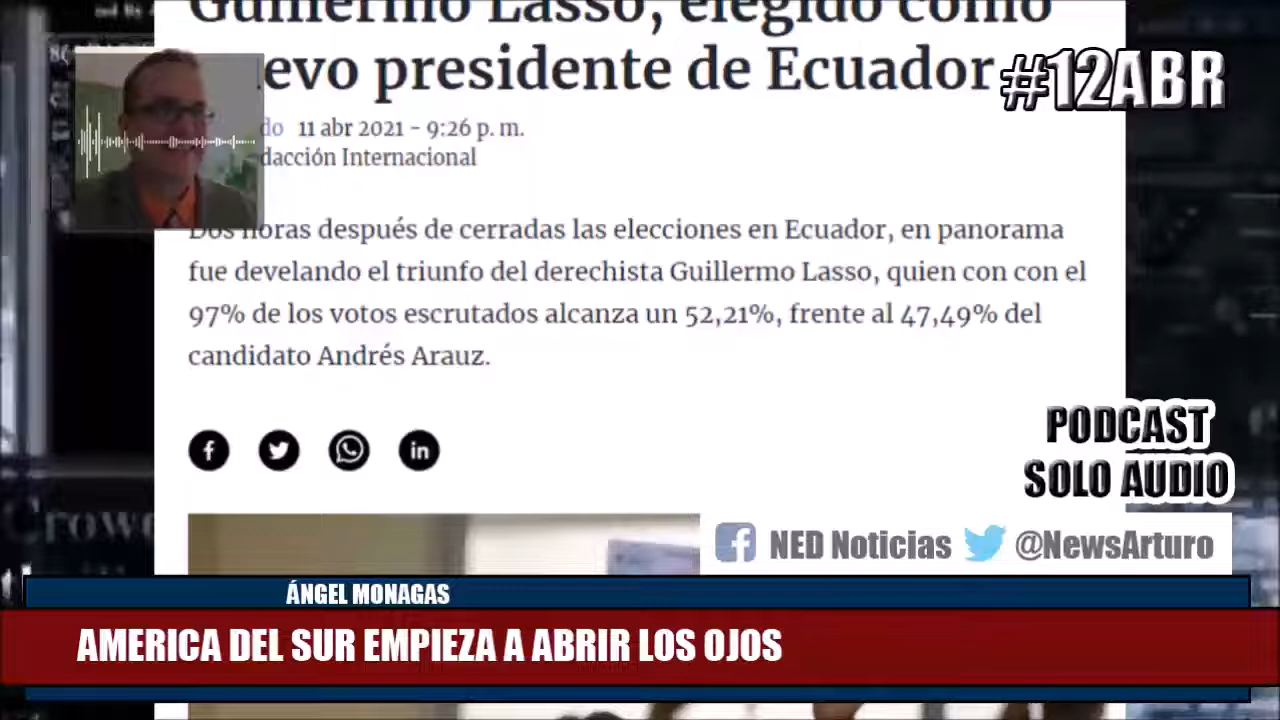 Guillermo Lasso, elegido como
evo presidente de Ecuador
#12ABR
do 11 abr 2021 - 9:26 p. m.
dacción Internacional
Dos horas después de cerradas las elecciones en Ecuador, en panorama
fue develando el triunfo del derechista Guillermo Lasso, quien con con el
97% de los votos escrutados alcanza un 52,21%, frente al 47,49% del
candidato Andrés Arauz.
PODCAST
SOLO AUDIO
NED Noticias @NewsArturo
ÁNGEL MONAGAS
AMERICA DEL SUR EMPIEZA A ABRIR LOS OJOS